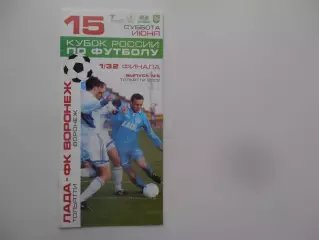 15
СУББОТА
ИЮНЯ
КУБОК РОССИИ
ПО ФУТБОЛУ
1/32 ФИНАЛА
ЛАДА - ФК ВОРОНЕЖ
ТОЛЬЯТТИ
ВОРОНЕЖ